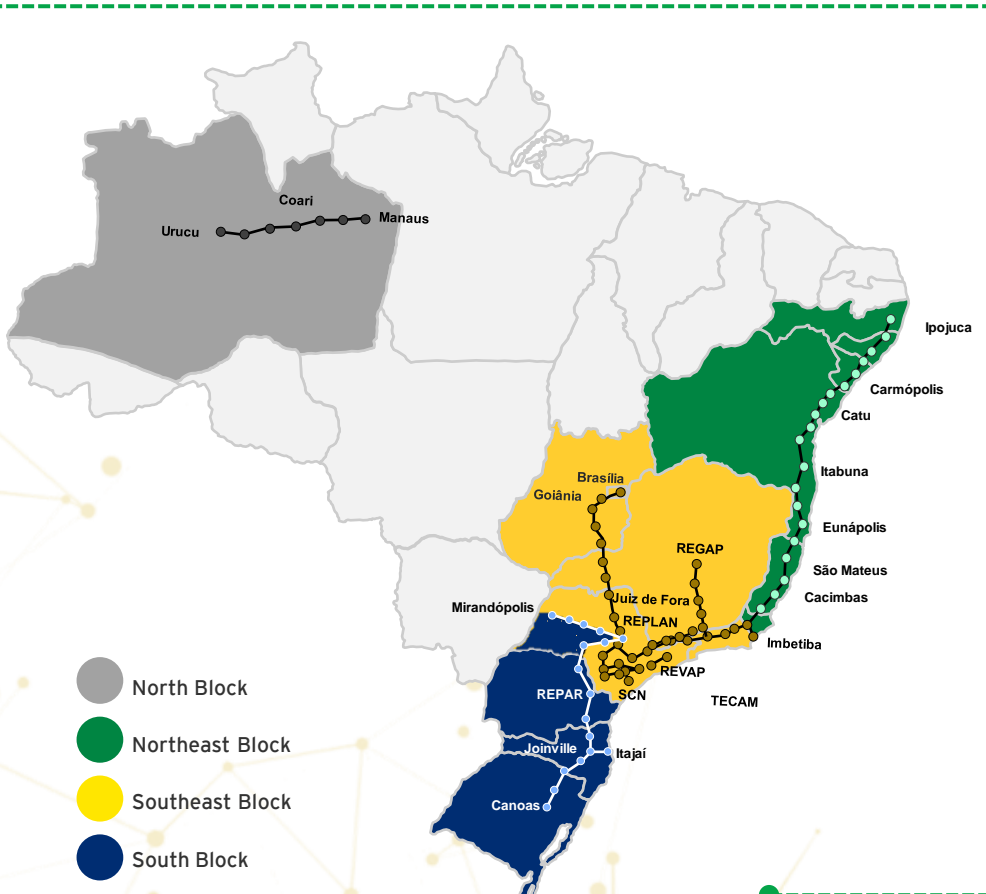 Coari
Urucu
Manaus
Ipojuca
Carmópolis
Catu
Itabuna
Brasília
Goiânia
Eunápolis
REGAP
São Mateus
Cacimbas
Juiz de Fora
Mirandópolis
REPLAN
Imbetiba
REVAP
REPAR
SCN
TECAM
Joinville
Itajaí
Canoas
North Block
Northeast Block
Southeast Block
South Block